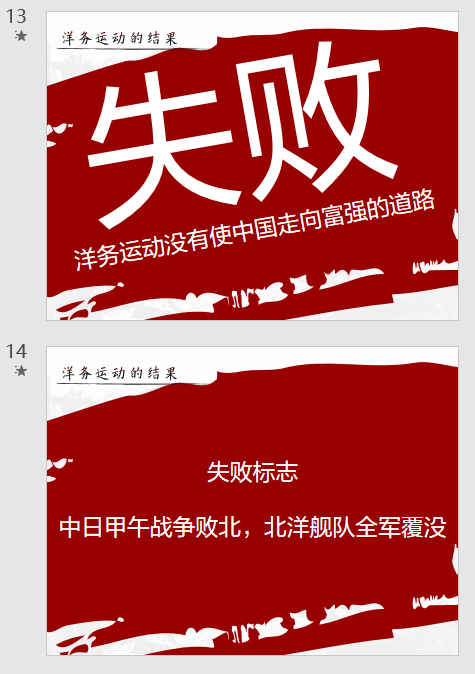 13
洋务运动的结果
失败
洋务运动没有使中国走向富强的道路
14
洋务运动的结果
失败标志
中日甲午战争败北，北洋舰队全军覆没